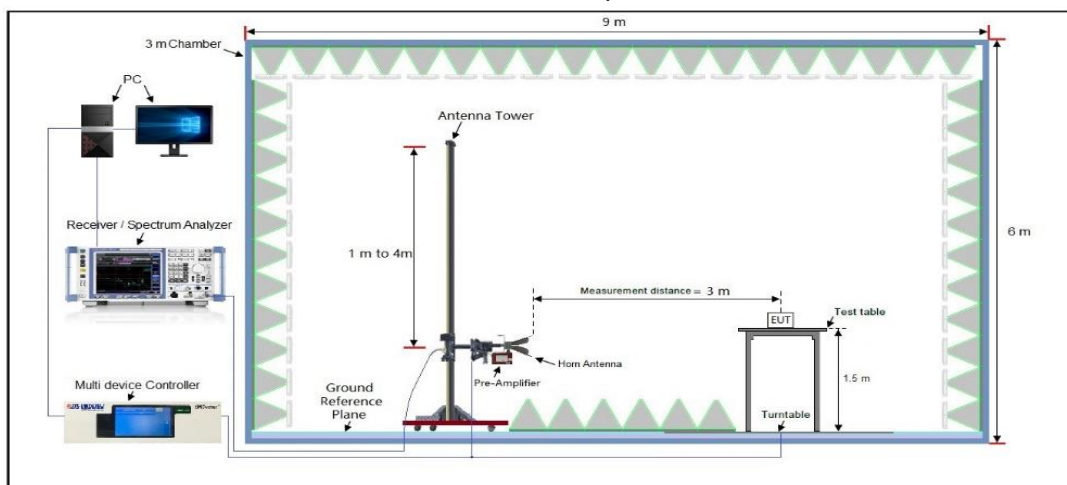 9 m
3 m Chamber
PC
Antenna Tower
Receiver / Spectrum Analyzer
1 m to 4m
6 m
Measurement distance = 3 m
EUT
Test table
Horn Antenna
Pre-Amplifier
1.5 m
Multi device Controller
Ground
Reference
Plane
Turntable